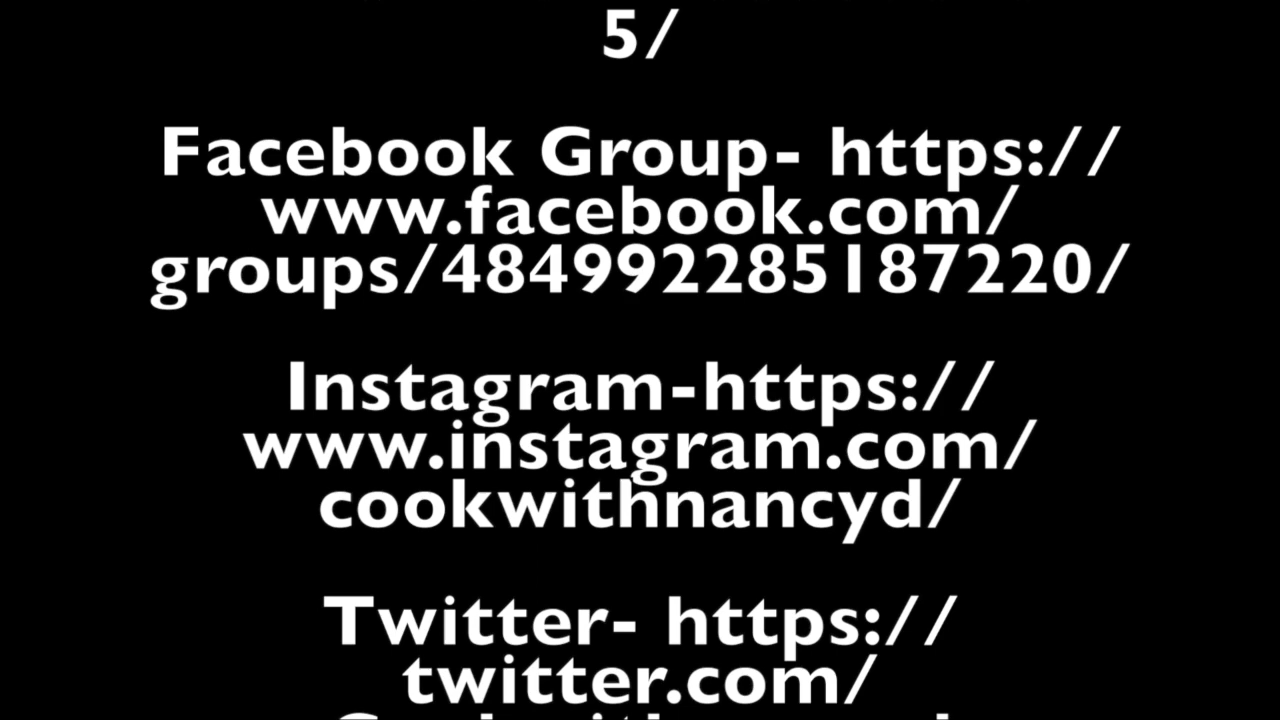 5/
Facebook Group- https://
www.facebook.com/
groups/484992285187220/
Instagram-https://
www.instagram.com/
cookwithnancyd/
Twitter- https://
twitter.com/